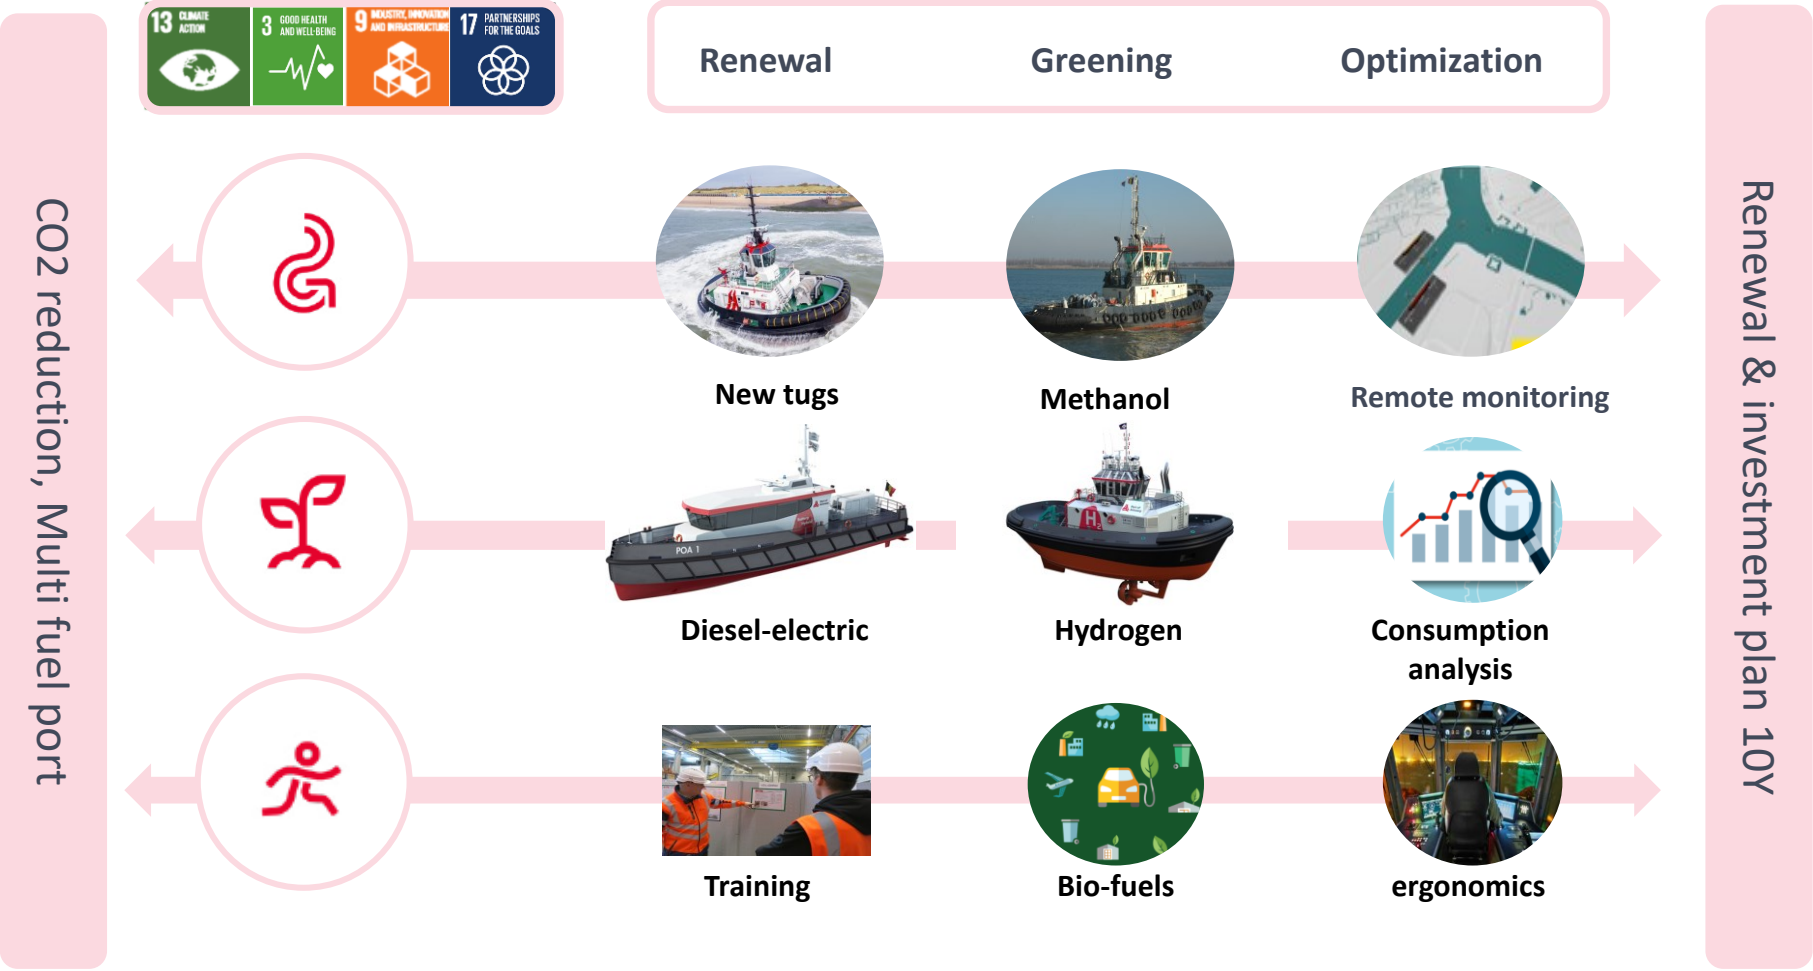 13 CLIMATE ACTION
3 GOOD HEALTH AND WELL-BEING
9 INDUSTRY, INNOVATION AND INFRASTRUCTURE
17 PARTNERSHIPS FOR THE GOALS
Renewal
Greening
Optimization
CO2 reduction, Multi fuel port
Renewal & investment plan 10Y
New tugs
Methanol
Remote monitoring
POA 1
H2
Diesel-electric
Hydrogen
Consumption
analysis
Training
Bio-fuels
ergonomics